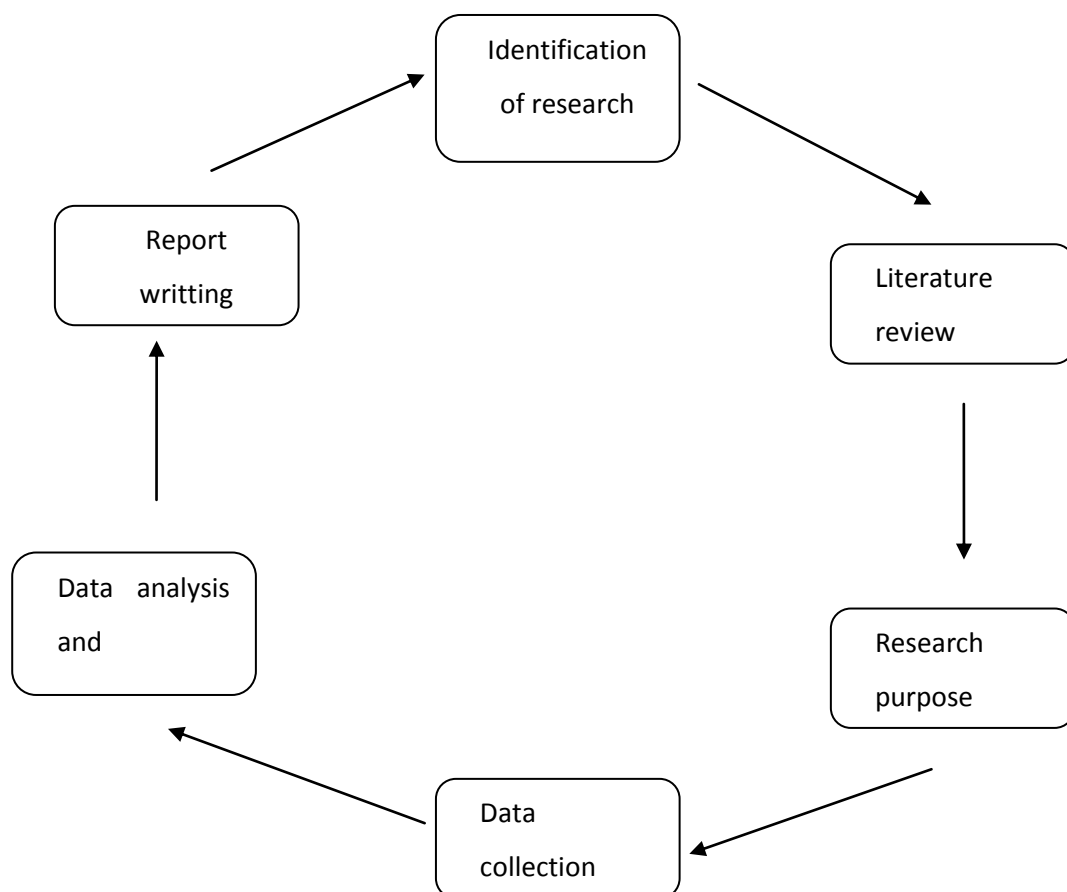 Identification
of research
Literature
review
Research
purpose
Data
collection
Data analysis
and
Report
writting